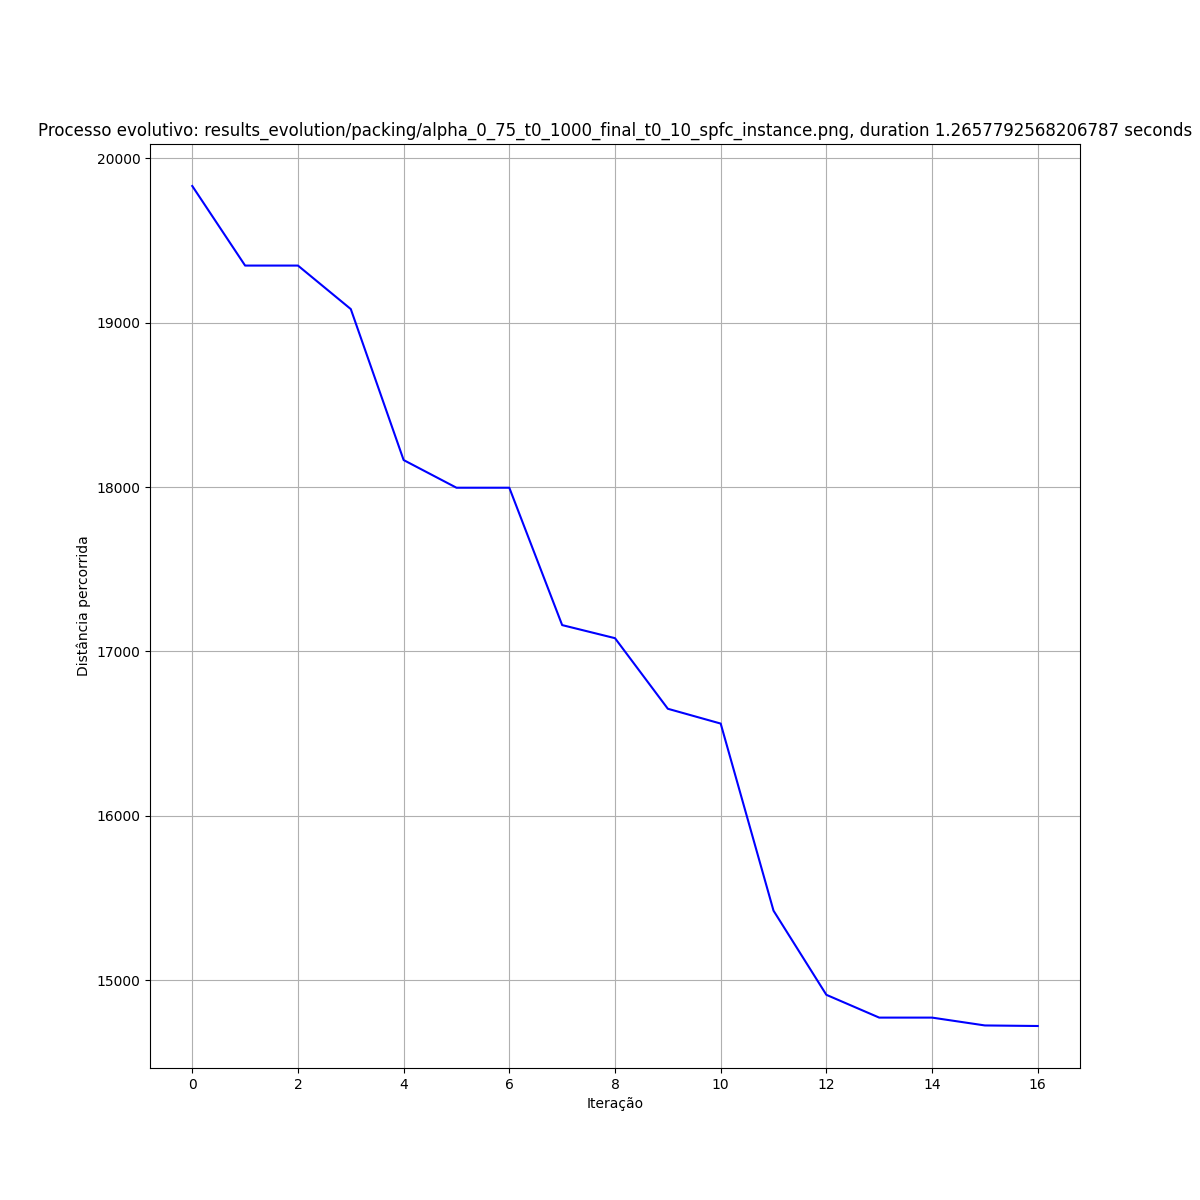 Processo evolutivo: results_evolution/packing/alpha_0_75_t0_1000_final_t0_10_spfc_instance.png, duration 1.2657792568206787 seconds
20000
19000
18000
17000
16000
15000
Distância percorrida
0 2 4 6 8 10 12 14 16
Iteração